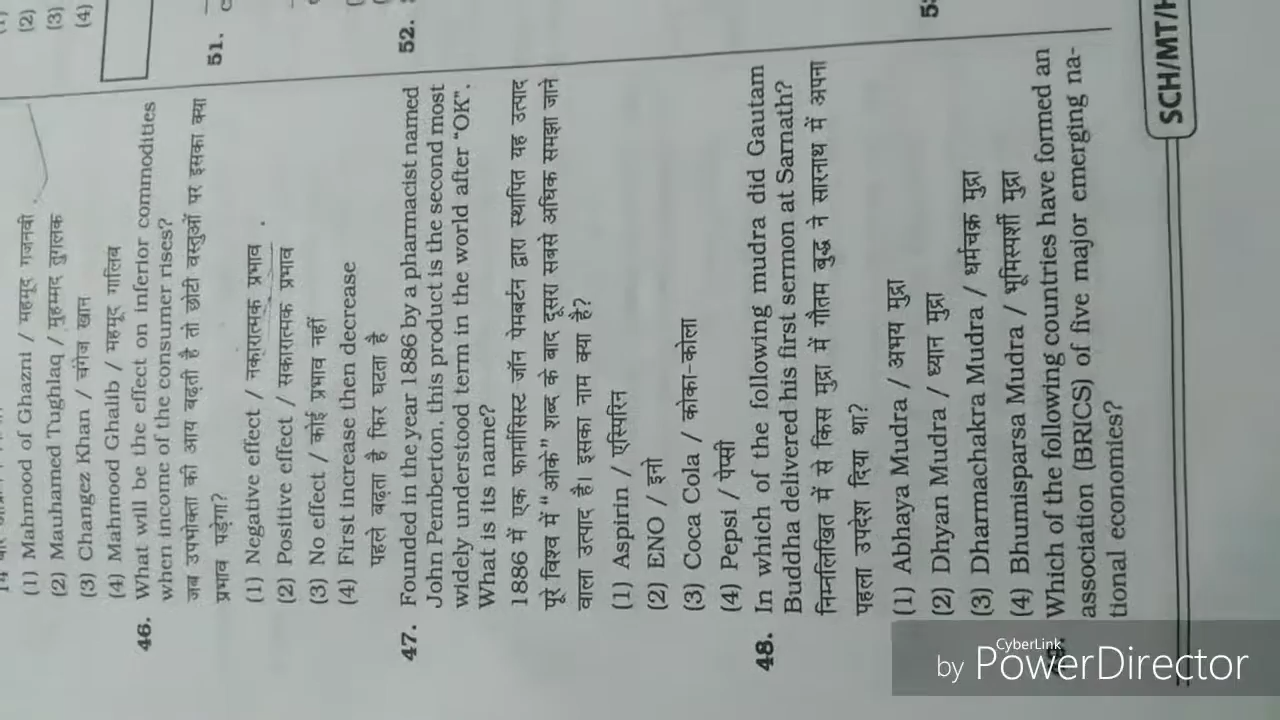 (1)
(2)
(3)
(4)
(1) Mahmood of Ghazni / महमूद गजनवी
(2) Mauhamed Tughlaq / मुहम्मद तुगलक
(3) Changez Khan / चंगेज खान
(4) Mahmood Ghalib / महमूद गालिब
46. What will be the effect on inferior commodities
when income of the consumer rises?
जब उपभोक्ता की आय बढ़ती है तो छोटी वस्तुओं पर इसका क्या
प्रभाव पड़ेगा?
(1) Negative effect / नकारात्मक प्रभाव
(2) Positive effect / सकारात्मक प्रभाव
(3) No effect / कोई प्रभाव नहीं
(4) First increase then decrease
पहले बढ़ता है फिर घटता है
47. Founded in the year 1886 by a pharmacist named
John Pemberton, this product is the second most
widely understood term in the world after "OK".
What is its name?
1886 में एक फार्मासिस्ट जॉन पेमबर्टन द्वारा स्थापित यह उत्पाद
पूरे विश्व में "ओके" शब्द के बाद दूसरा सबसे अधिक समझा जाने
वाला उत्पाद है। इसका नाम क्या है?
(1) Aspirin / एस्पिरिन
(2) ENO / इनो
(3) Coca Cola / कोका-कोला
(4) Pepsi / पेप्सी
48. In which of the following mudra did Gautam
Buddha delivered his first sermon at Sarnath?
निम्नलिखित में से किस मुद्रा में गौतम बुद्ध ने सारनाथ में अपना
पहला उपदेश दिया था?
(1) Abhaya Mudra / अभय मुद्रा
(2) Dhyan Mudra / ध्यान मुद्रा
(3) Dharmachakra Mudra / धर्मचक्र मुद्रा
(4) Bhumisparsa Mudra / भूमिस्पर्शी मुद्रा
Which of the following countries have formed an
association (BRICS) of five major emerging na-
tional economies?
51.
52.
SCH/MT/H
by CyberLink PowerDirector